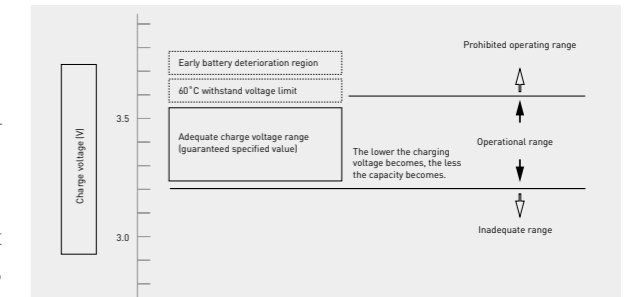 Prohibited operating range
Early battery deterioration region
60˚C withstand voltage limit
3.5
Adequate charge voltage range
(guaranteed specified value)
Operational range
The lower the charging
voltage becomes, the less
the capacity becomes.
Charge voltage (V)
Inadequate range
3.0